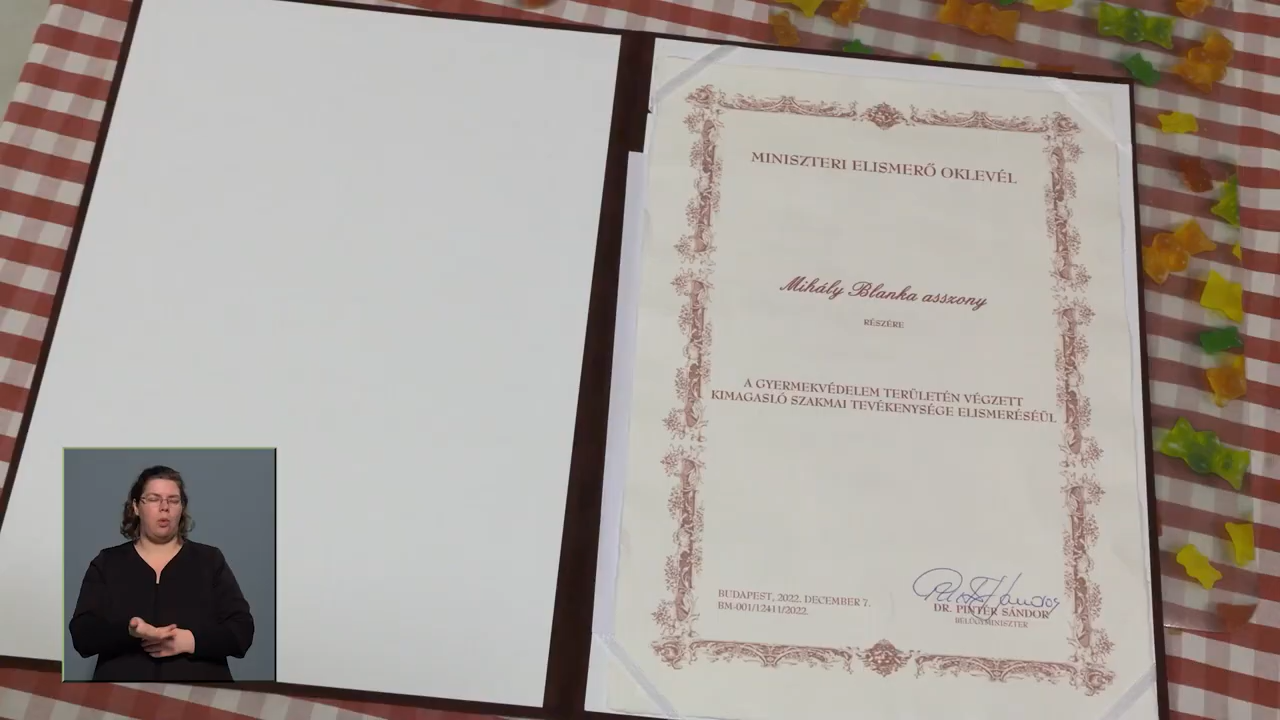 MINISZTERI ELISMERŐ OKLEVÉL
Mihály Blanka asszony
RÉSZÉRE
A GYERMEKVÉDELEM TERÜLETÉN VÉGZETT
KIMAGASLÓ SZAKMAI TEVÉKENYSÉGE ELISMERÉSÉÜL
BUDAPEST, 2022. DECEMBER 7.
BM-001/12411/2022.
DR. PINTÉR SÁNDOR
BELÜGYMINISZTER